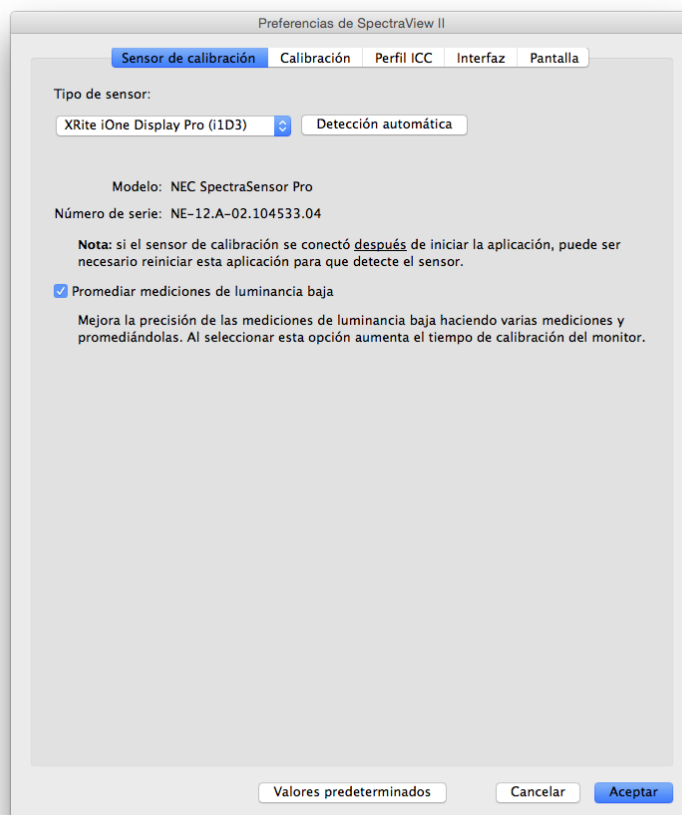 Preferencias de SpectraView II
Sensor de calibración Calibración Perfil ICC Interfaz Pantalla
Tipo de sensor:
XRite iOne Display Pro (i1D3) Detección automática
Modelo: NEC SpectraSensor Pro
Número de serie: NE-12.A-02.104533.04
Nota: si el sensor de calibración se conectó después de iniciar la aplicación, puede ser
necesario reiniciar esta aplicación para que detecte el sensor.
Promediar mediciones de luminancia baja
Mejora la precisión de las mediciones de luminancia baja haciendo varias mediciones y
promediándolas. Al seleccionar esta opción aumenta el tiempo de calibración del monitor.
Valores predeterminados Cancelar Aceptar